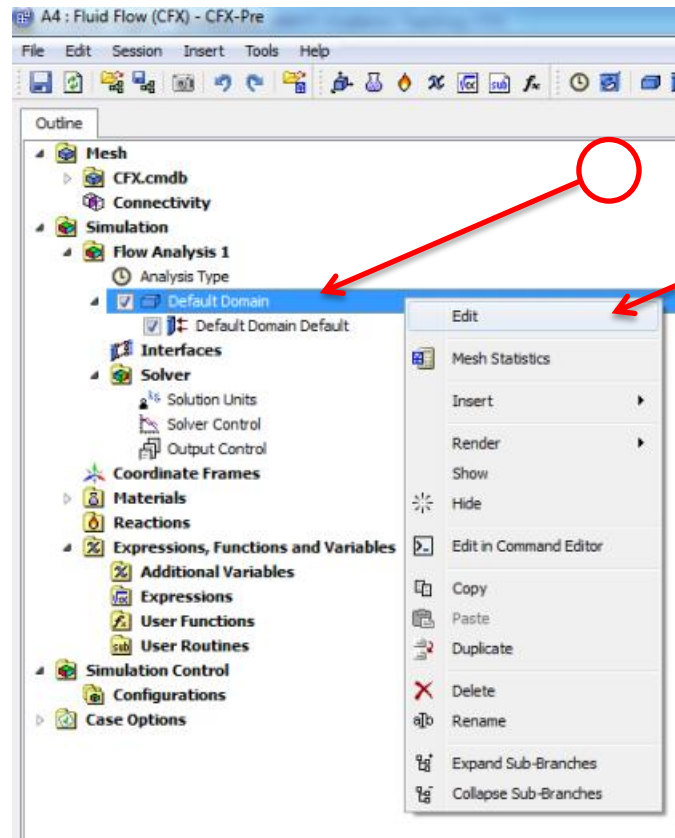 A4 : Fluid Flow (CFX) - CFX-Pre
File Edit Session Insert Tools Help
Outline
Mesh
CFX.cmdb
Connectivity
Simulation
Flow Analysis 1
Analysis Type
Default Domain
Default Domain Default
Interfaces
Solver
Solution Units
Solver Control
Output Control
Coordinate Frames
Materials
Reactions
Expressions, Functions and Variables
Additional Variables
Expressions
User Functions
User Routines
Simulation Control
Configurations
Case Options
Edit
Mesh Statistics
Insert
Render
Show
Hide
Edit in Command Editor
Copy
Paste
Duplicate
Delete
Rename
Expand Sub-Branches
Collapse Sub-Branches